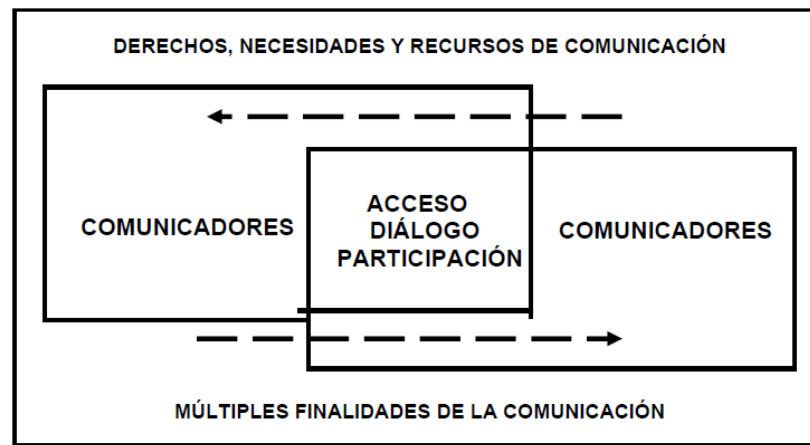 DERECHOS, NECESIDADES Y RECURSOS DE COMUNICACIÓN
COMUNICADORES
ACCESO
DIÁLOGO
PARTICIPACIÓN
COMUNICADORES
MÚLTIPLES FINALIDADES DE LA COMUNICACIÓN